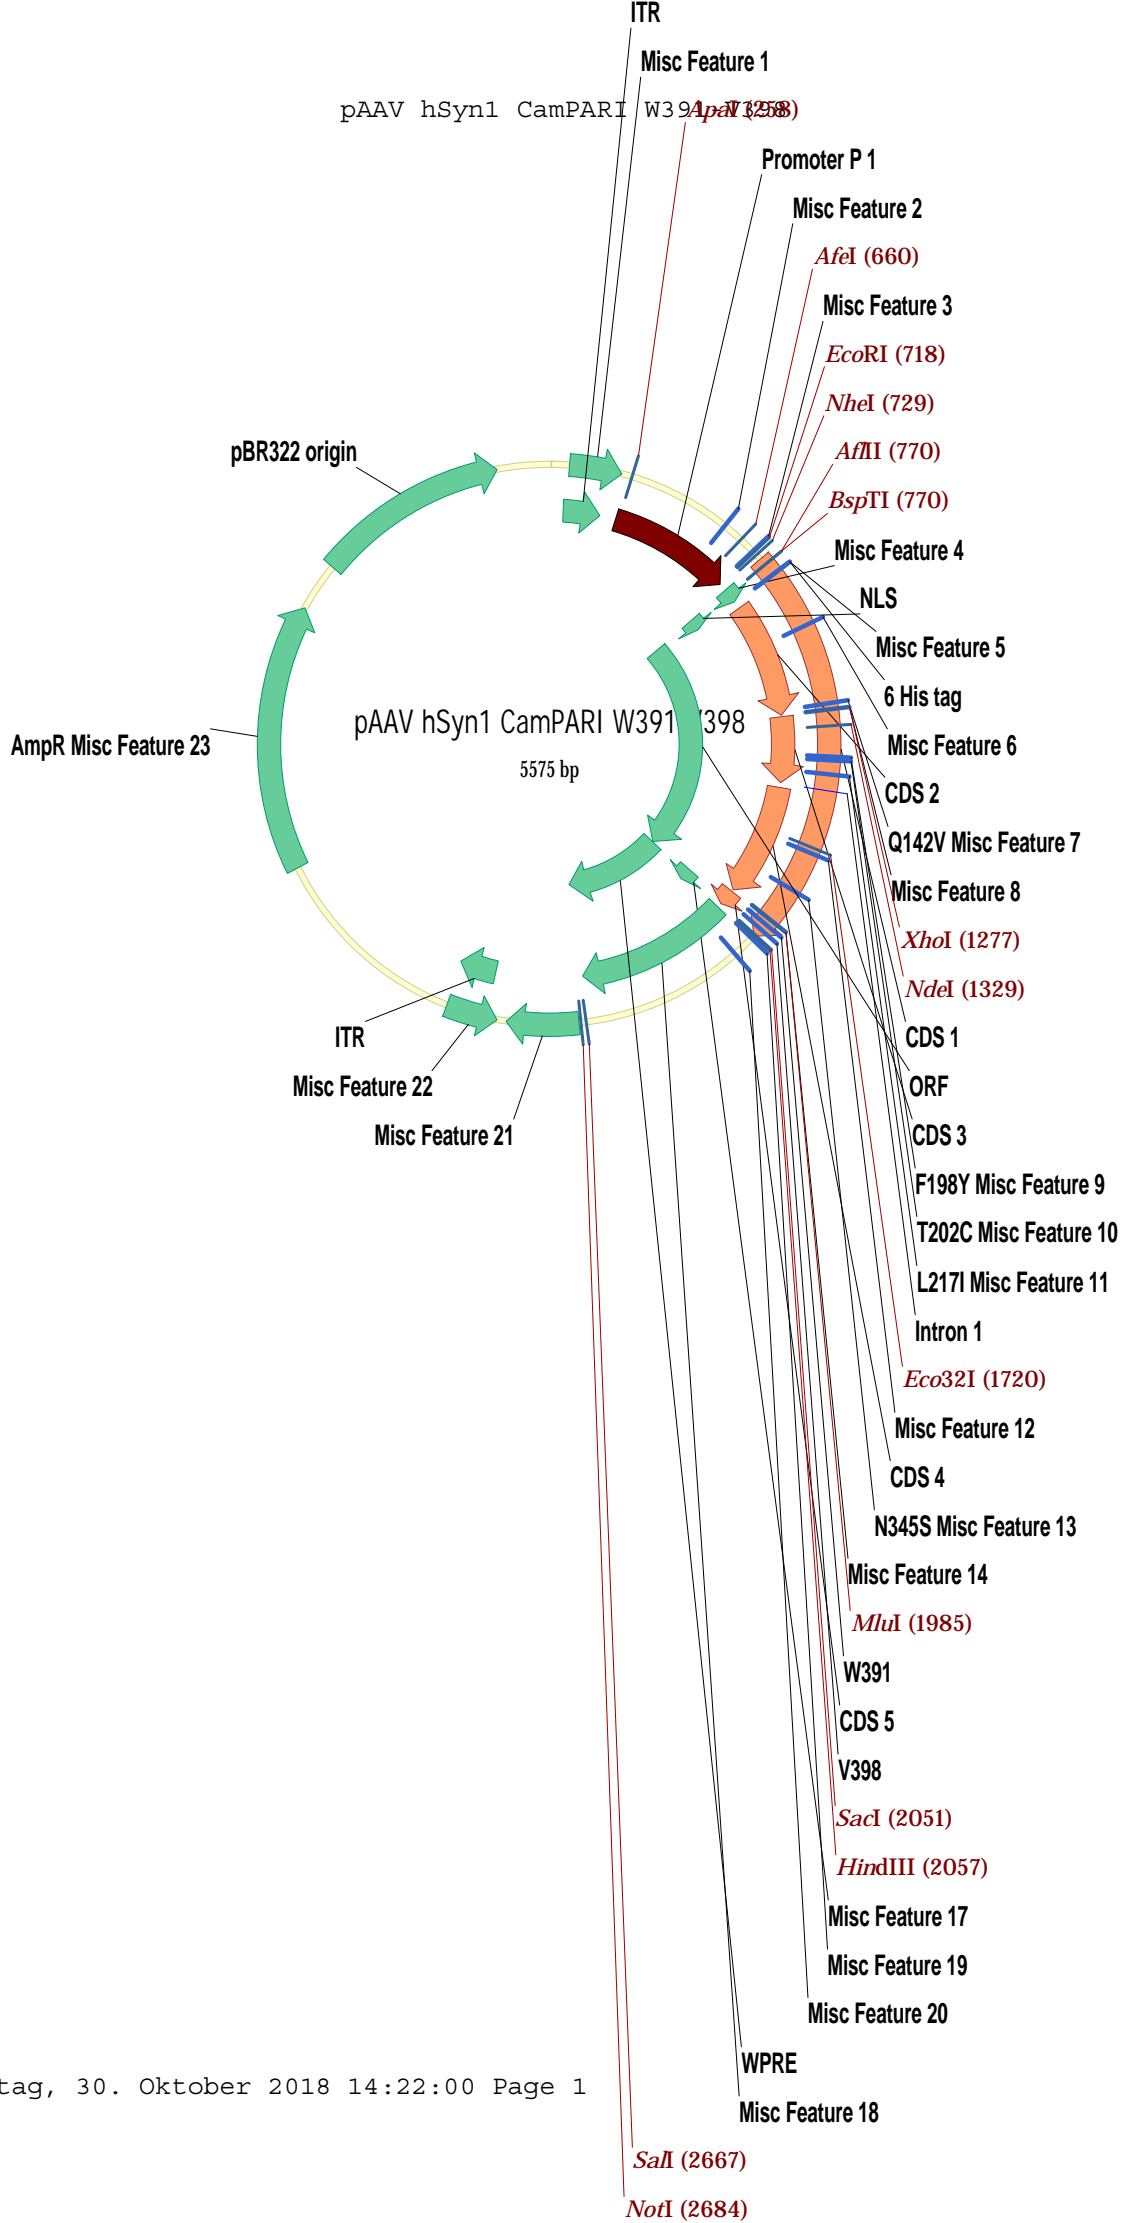 ITR
Misc Feature 1
pAAV hSyn1 CamPARI W391-V398
ApaI (258)
Promoter P 1
Misc Feature 2
AfeI (660)
Misc Feature 3
EcoRI (718)
NheI (729)
AflII (770)
BspTI (770)
Misc Feature 4
NLS
Misc Feature 5
6 His tag
Misc Feature 6
CDS 2
Q142V Misc Feature 7
Misc Feature 8
XhoI (1277)
NdeI (1329)
CDS 1
ORF
CDS 3
F198Y Misc Feature 9
T202C Misc Feature 10
L217I Misc Feature 11
Intron 1
Eco32I (1720)
Misc Feature 12
CDS 4
N345S Misc Feature 13
Misc Feature 14
MluI (1985)
W391
CDS 5
V398
SacI (2051)
HindIII (2057)
Misc Feature 17
Misc Feature 19
Misc Feature 20
WPRE
Misc Feature 18
SalI (2667)
NotI (2684)
pBR322 origin
AmpR Misc Feature 23
pAAV hSyn1 CamPARI W391-V398
5575 bp
ITR
Misc Feature 22
Misc Feature 21
tag, 30. Oktober 2018 14:22:00 Page 1